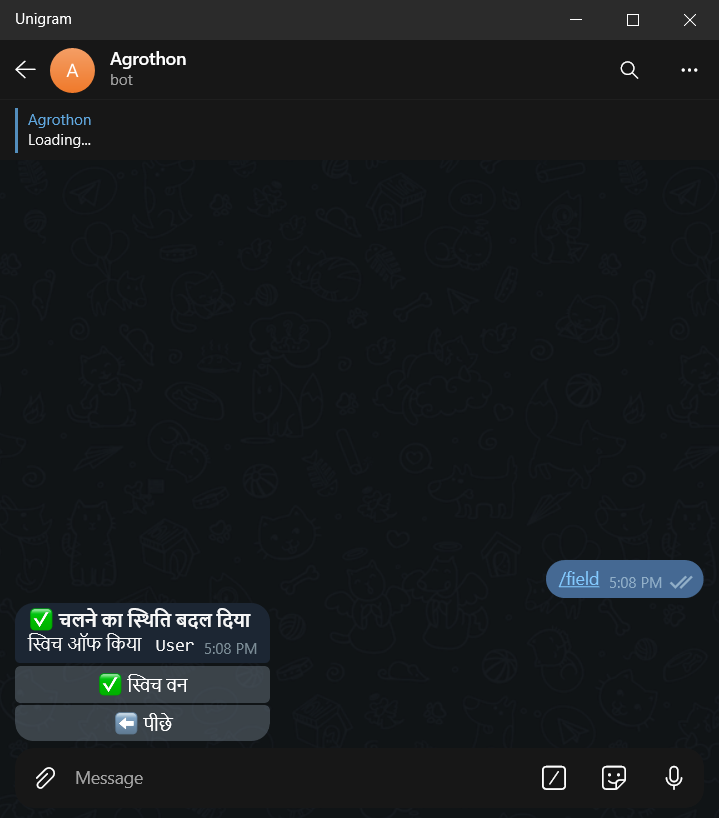 Unigram
A
Agrothon
bot
Agrothon
Loading...
/field 5:08 PM
✅ चलने का स्थिति बदल दिया
स्विच ऑफ किया User 5:08 PM
✅ स्विच वन
⬅️ पीछे
Message